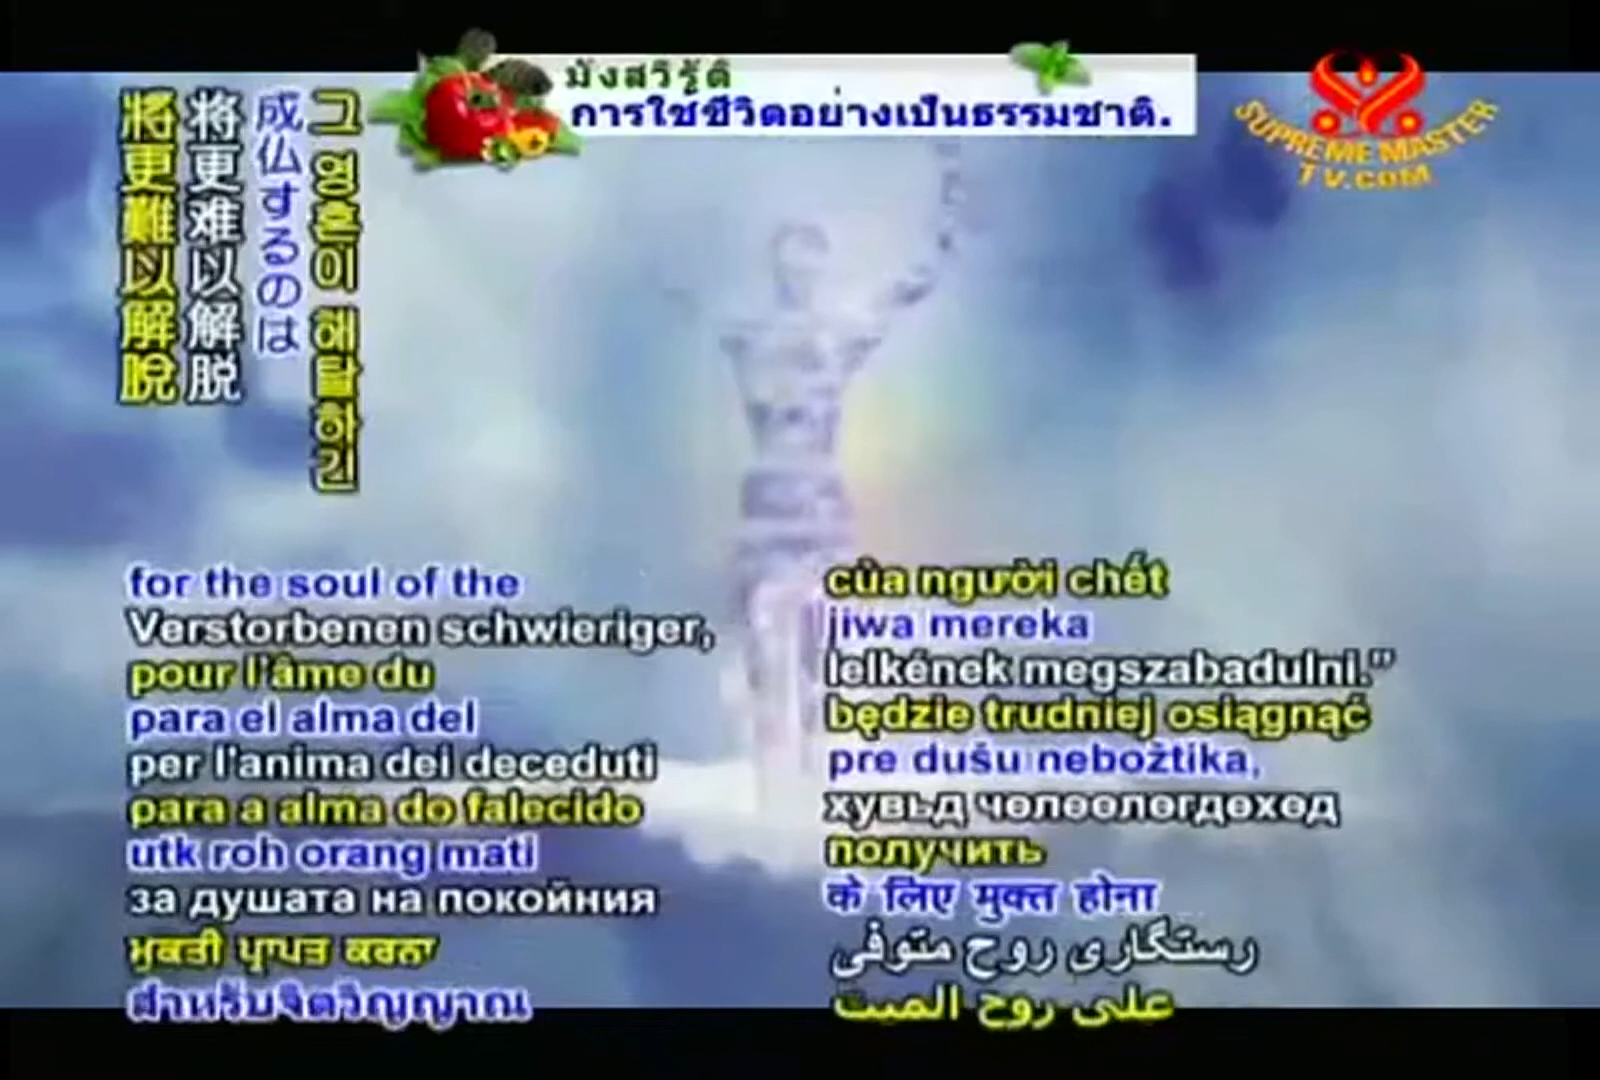 มังสวิรัติ
การใช้ชีวิตอย่างเป็นธรรมชาติ.
SUPREME MASTER
TV.COM
그 영혼이 해탈하긴
成仏するのは
将更难以解脱
將更難以解脫
for the soul of the
Verstorbenen schwieriger,
pour l'âme du
para el alma del
per l'anima dei deceduti
para a alma do falecido
utk roh orang mati
за душата на покойния
ਮੁਕਤੀ ਪ੍ਰਾਪਤ ਕਰਨਾ
สำหรับจิตวิญญาณ
của người chết
jiwa mereka
lelkének megszabadulni."
będzie trudniej osiągnąć
pre dušu nebožtíka,
хувьд чөлөөлөгдөхөд
получить
के लिए मुक्त होना
رستگاری روح متوفی
على روح الميت